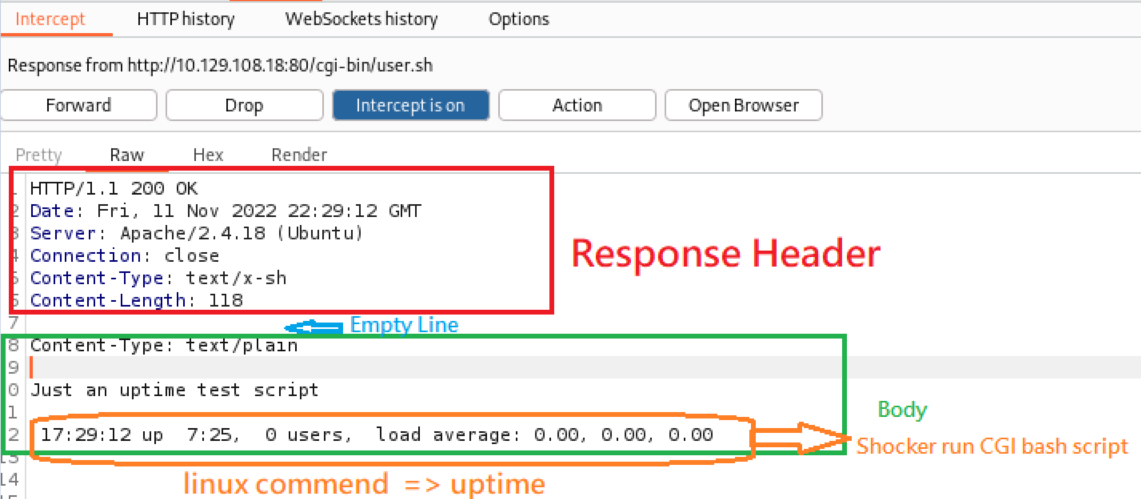 Intercept HTTP history WebSockets history Options
Response from http://10.129.108.18:80/cgi-bin/user.sh
Forward Drop Intercept is on Action Open Browser
Pretty Raw Hex Render
1 HTTP/1.1 200 OK
2 Date: Fri, 11 Nov 2022 22:29:12 GMT
3 Server: Apache/2.4.18 (Ubuntu)
4 Connection: close
5 Content-Type: text/x-sh
6 Content-Length: 118
Response Header
7
Empty Line
8 Content-Type: text/plain
9
0 Just an uptime test script
1
2 17:29:12 up 7:25, 0 users, load average: 0.00, 0.00, 0.00
Body
Shocker run CGI bash script
13
14 linux commend => uptime